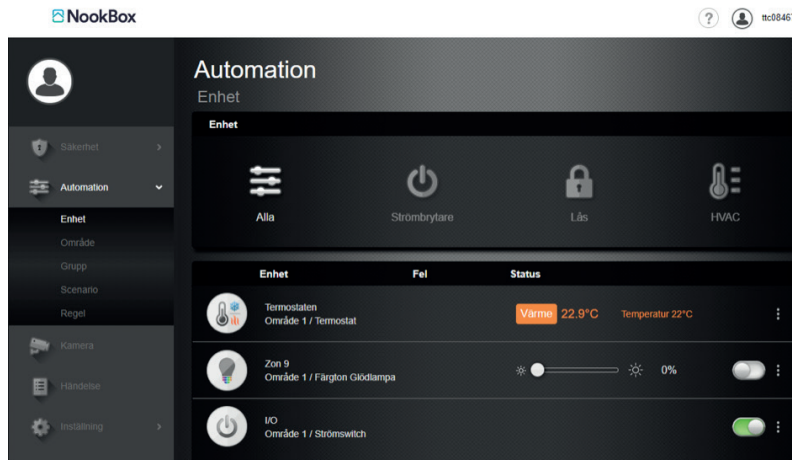 NookBox
?
ttc0846
Automation
Enhet
Enhet
Säkerhet
Automation
Enhet
Område
Grupp
Scenario
Regel
Kamera
Händelse
Inställning
Alla
Strömbrytare
Lås
HVAC
Enhet Fel Status
Termostaten
Område 1 / Termostat
Värme 22.9°C Temperatur 22°C
Zon 9
Område 1 / Färgton Glödlampa
0%
I/O
Område 1 / Strömswitch